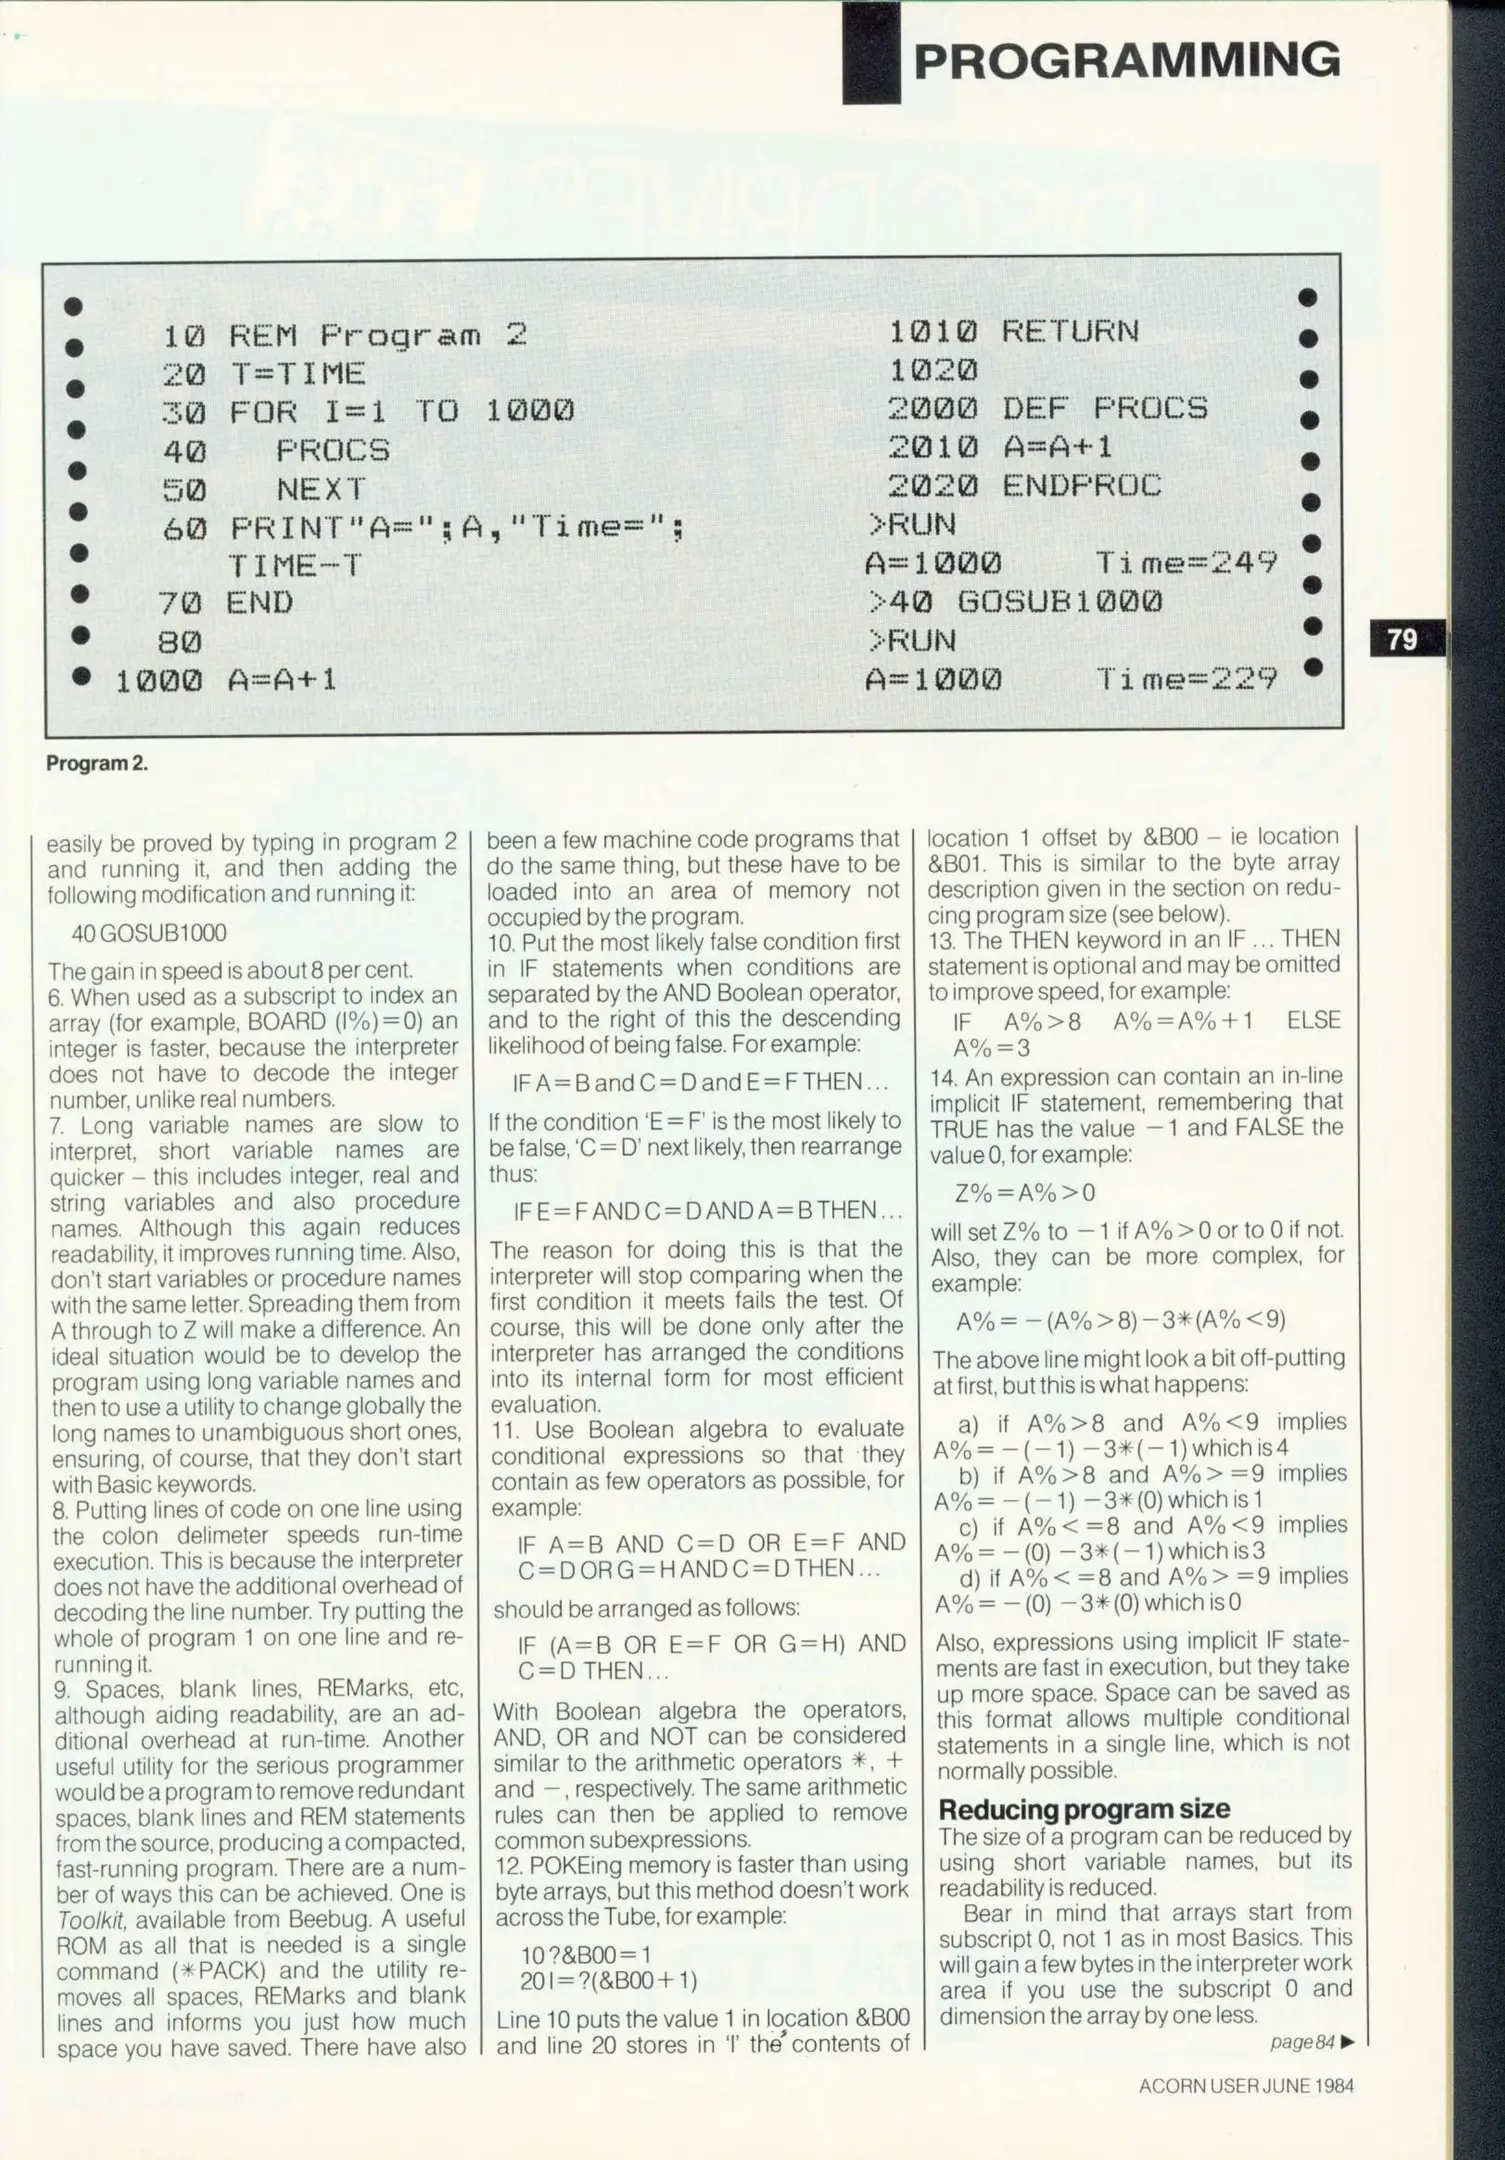 PROGRAMMING
10 REM Program 2
20 T=TIME
30 FOR I=1 TO 1000
40 PROCS
50 NEXT
60 PRINT"A=";A,"Time=";
TIME-T
70 END
80
1000 A=A+1
1010 RETURN
1020
2000 DEF PROCS
2010 A=A+1
2020 ENDPROC
>RUN
A=1000 Time=249
>40 GOSUB1000
>RUN
A=1000 Time=229
79
Program 2.
easily be proved by typing in program 2
and running it, and then adding the
following modification and running it:
40 GOSUB1000
The gain in speed is about 8 per cent.
6. When used as a subscript to index an
array (for example, BOARD (I%)=0) an
integer is faster, because the interpreter
does not have to decode the integer
number, unlike real numbers.
7. Long variable names are slow to
interpret, short variable names are
quicker – this includes integer, real and
string variables and also procedure
names. Although this again reduces
readability, it improves running time. Also,
don't start variables or procedure names
with the same letter. Spreading them from
A through to Z will make a difference. An
ideal situation would be to develop the
program using long variable names and
then to use a utility to change globally the
long names to unambiguous short ones,
ensuring, of course, that they don't start
with Basic keywords.
8. Putting lines of code on one line using
the colon delimeter speeds run-time
execution. This is because the interpreter
does not have the additional overhead of
decoding the line number. Try putting the
whole of program 1 on one line and re-
running it.
9. Spaces, blank lines, REMarks, etc,
although aiding readability, are an ad-
ditional overhead at run-time. Another
useful utility for the serious programmer
would be a program to remove redundant
spaces, blank lines and REM statements
from the source, producing a compacted,
fast-running program. There are a num-
ber of ways this can be achieved. One is
Toolkit, available from Beebug. A useful
ROM as all that is needed is a single
command (*PACK) and the utility re-
moves all spaces, REMarks and blank
lines and informs you just how much
space you have saved. There have also
been a few machine code programs that
do the same thing, but these have to be
loaded into an area of memory not
occupied by the program.
10. Put the most likely false condition first
in IF statements when conditions are
separated by the AND Boolean operator,
and to the right of this the descending
likelihood of being false. For example:
IF A=B and C=D and E=F THEN...
If the condition 'E=F' is the most likely to
be false, 'C=D' next likely, then rearrange
thus:
IF E=F AND C=D AND A=B THEN...
The reason for doing this is that the
interpreter will stop comparing when the
first condition it meets fails the test. Of
course, this will be done only after the
interpreter has arranged the conditions
into its internal form for most efficient
evaluation.
11. Use Boolean algebra to evaluate
conditional expressions so that they
contain as few operators as possible, for
example:
IF A=B AND C=D OR E=F AND
C=D OR G=H AND C=D THEN...
should be arranged as follows:
IF (A=B OR E=F OR G=H) AND
C=D THEN...
With Boolean algebra the operators,
AND, OR and NOT can be considered
similar to the arithmetic operators *, +
and –, respectively. The same arithmetic
rules can then be applied to remove
common subexpressions.
12. POKEing memory is faster than using
byte arrays, but this method doesn't work
across the Tube, for example:
10 ?&B00=1
20 I=?(&B00+1)
Line 10 puts the value 1 in location &B00
and line 20 stores in 'I' the contents of
location 1 offset by &B00 – ie location
&B01. This is similar to the byte array
description given in the section on redu-
cing program size (see below).
13. The THEN keyword in an IF ... THEN
statement is optional and may be omitted
to improve speed, for example:
IF A%>8 A%=A%+1 ELSE
A%=3
14. An expression can contain an in-line
implicit IF statement, remembering that
TRUE has the value –1 and FALSE the
value 0, for example:
Z%=A%>0
will set Z% to –1 if A%>0 or to 0 if not.
Also, they can be more complex, for
example:
A%= –(A%>8)–3*(A%<9)
The above line might look a bit off-putting
at first, but this is what happens:
a) if A%>8 and A%<9 implies
A%= –(–1) –3*(–1) which is 4
b) if A%>8 and A%> =9 implies
A%= –(–1) –3*(0) which is 1
c) if A%< =8 and A%<9 implies
A%= –(0) –3*(–1) which is 3
d) if A%< =8 and A%> =9 implies
A%= –(0) –3*(0) which is 0
Also, expressions using implicit IF state-
ments are fast in execution, but they take
up more space. Space can be saved as
this format allows multiple conditional
statements in a single line, which is not
normally possible.
Reducing program size
The size of a program can be reduced by
using short variable names, but its
readability is reduced.
Bear in mind that arrays start from
subscript 0, not 1 as in most Basics. This
will gain a few bytes in the interpreter work
area if you use the subscript 0 and
dimension the array by one less.
page 84 ▶
ACORN USER JUNE 1984